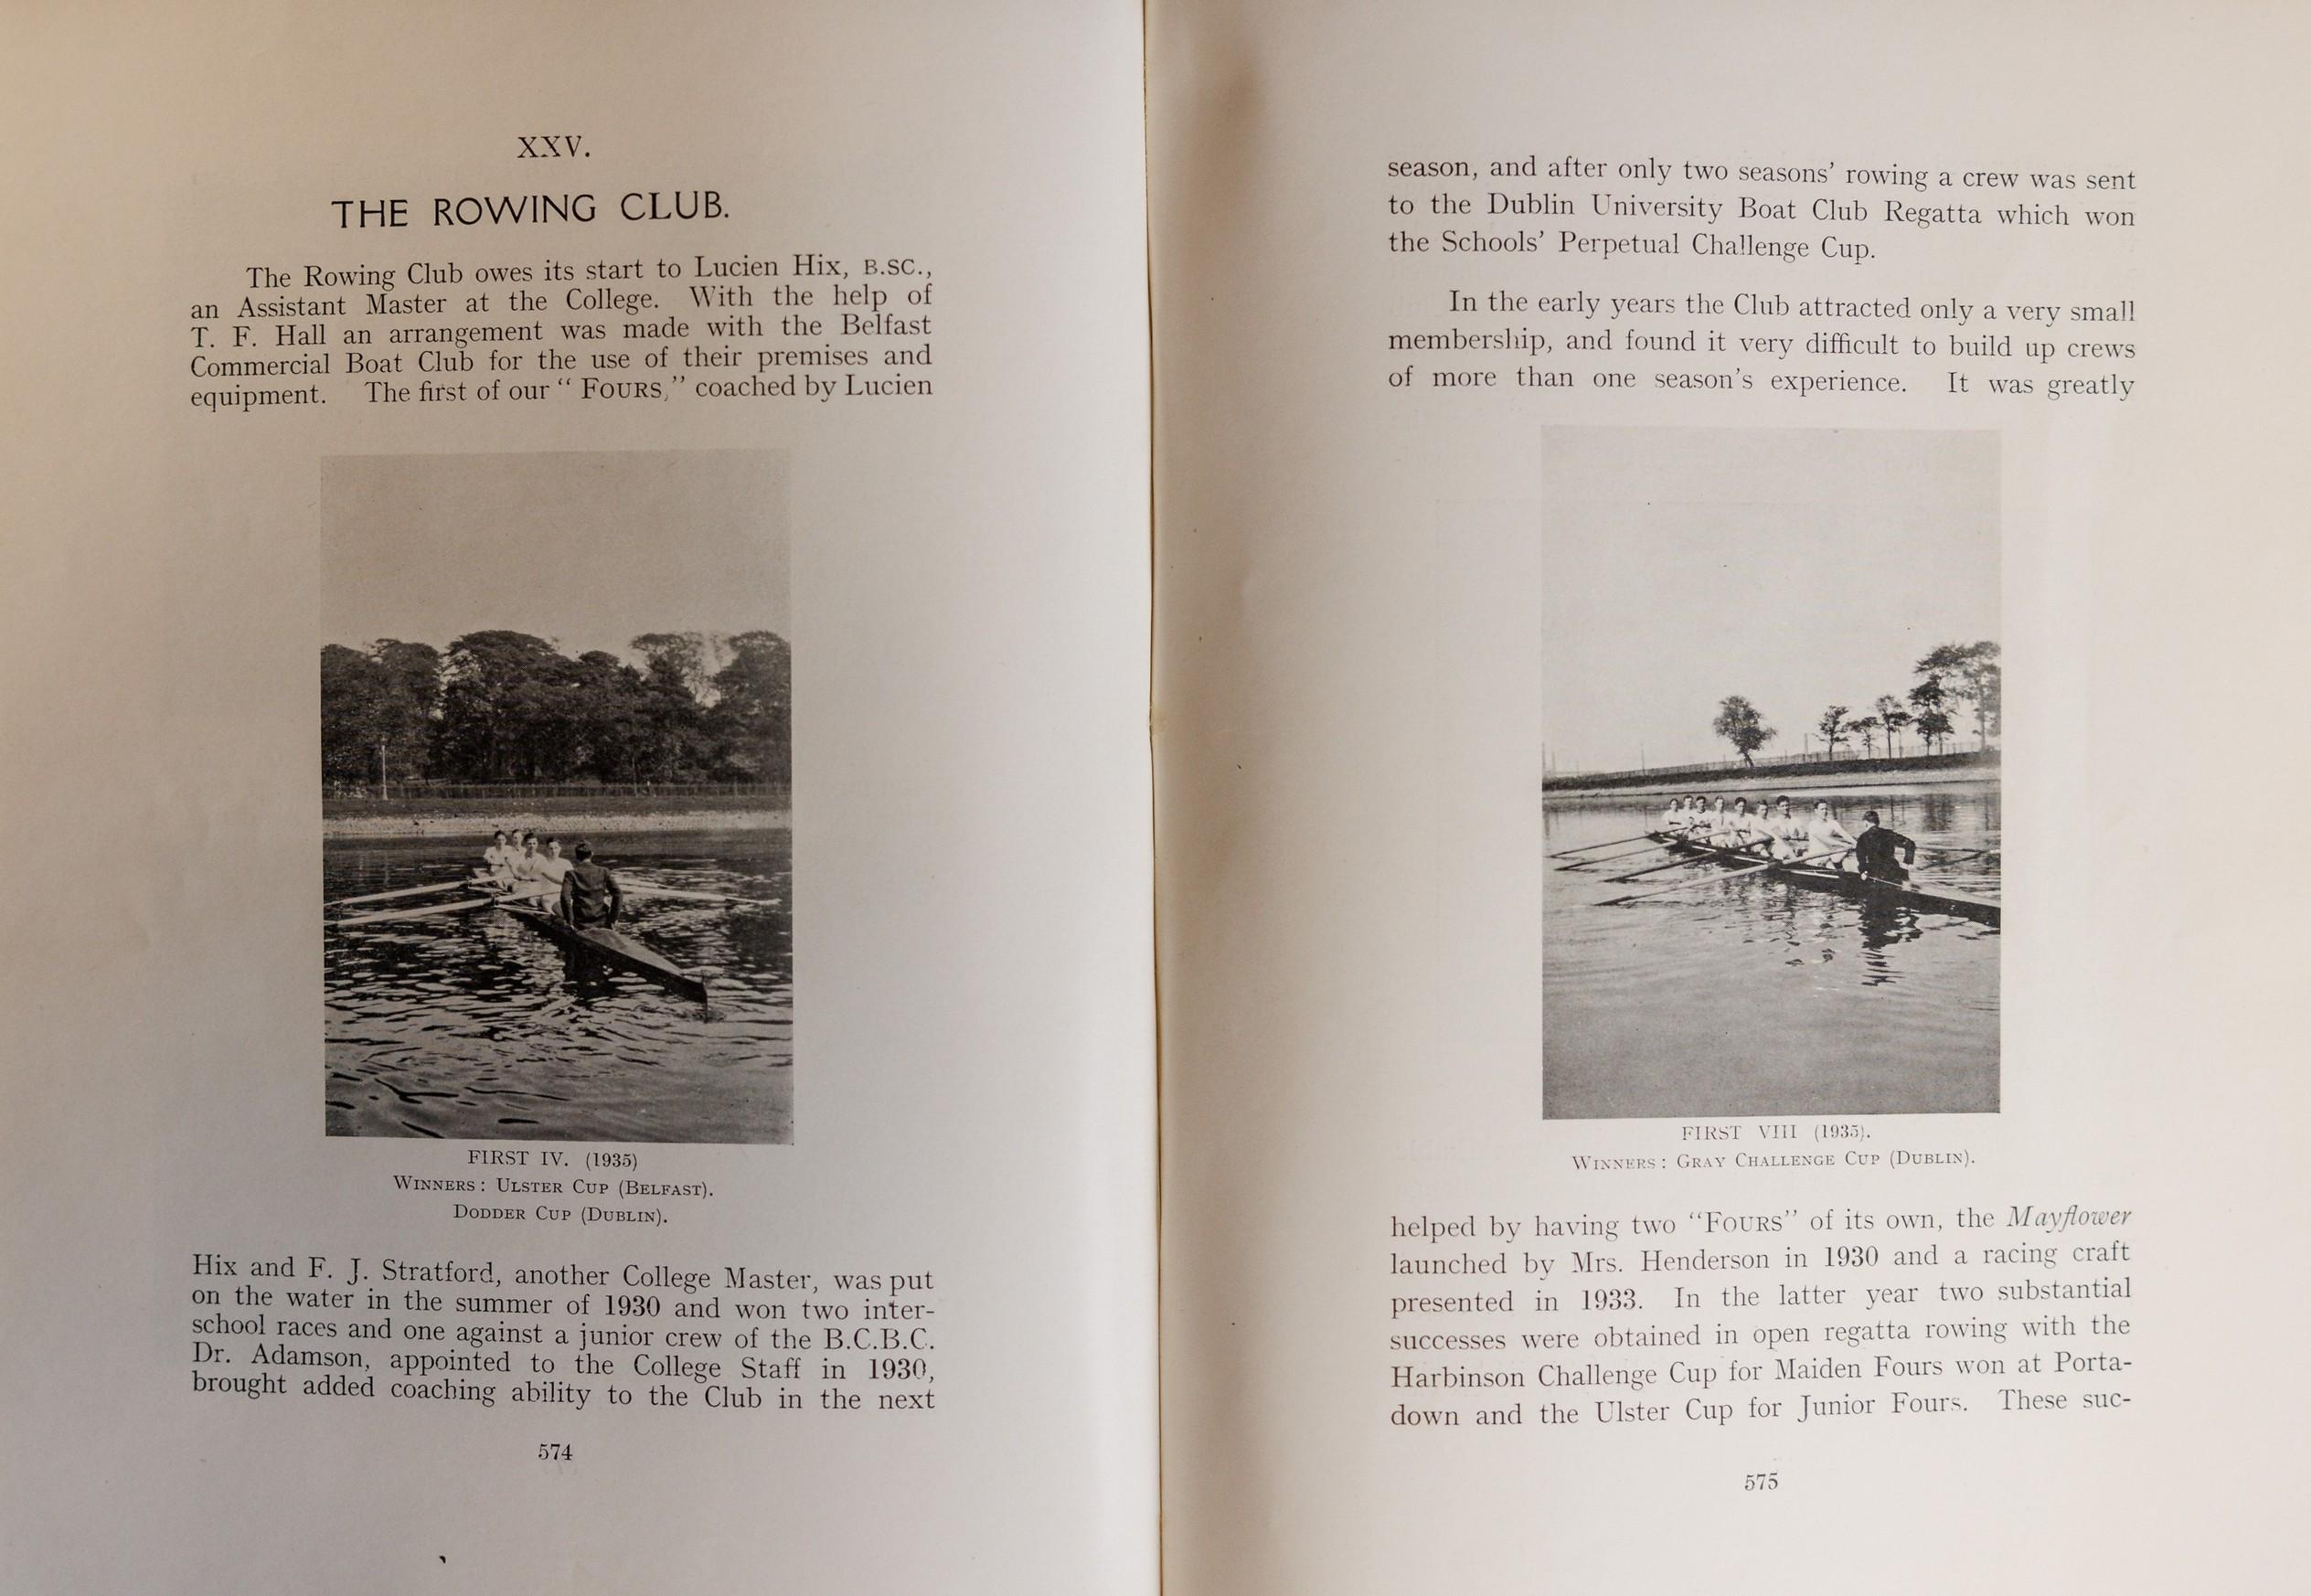 XXV.
THE ROWING CLUB.
The Rowing Club owes its start to Lucien Hix, B.SC.,
an Assistant Master at the College. With the help of
T. F. Hall an arrangement was made with the Belfast
Commercial Boat Club for the use of their premises and
equipment. The first of our “ FOURS,” coached by Lucien
FIRST IV. (1935)
WINNERS : ULSTER CUP (BELFAST).
DODDER CUP (DUBLIN).
Hix and F. J. Stratford, another College Master, was put
on the water in the summer of 1930 and won two inter-
school races and one against a junior crew of the B.C.B.C.
Dr. Adamson, appointed to the College Staff in 1930,
brought added coaching ability to the Club in the next
574
season, and after only two seasons’ rowing a crew was sent
to the Dublin University Boat Club Regatta which won
the Schools’ Perpetual Challenge Cup.
In the early years the Club attracted only a very small
membership, and found it very difficult to build up crews
of more than one season’s experience. It was greatly
FIRST VIII (1935).
WINNERS : GRAY CHALLENGE CUP (DUBLIN).
helped by having two “FOURS” of its own, the Mayflower
launched by Mrs. Henderson in 1930 and a racing craft
presented in 1933. In the latter year two substantial
successes were obtained in open regatta rowing with the
Harbinson Challenge Cup for Maiden Fours won at Porta-
down and the Ulster Cup for Junior Fours. These suc-
575